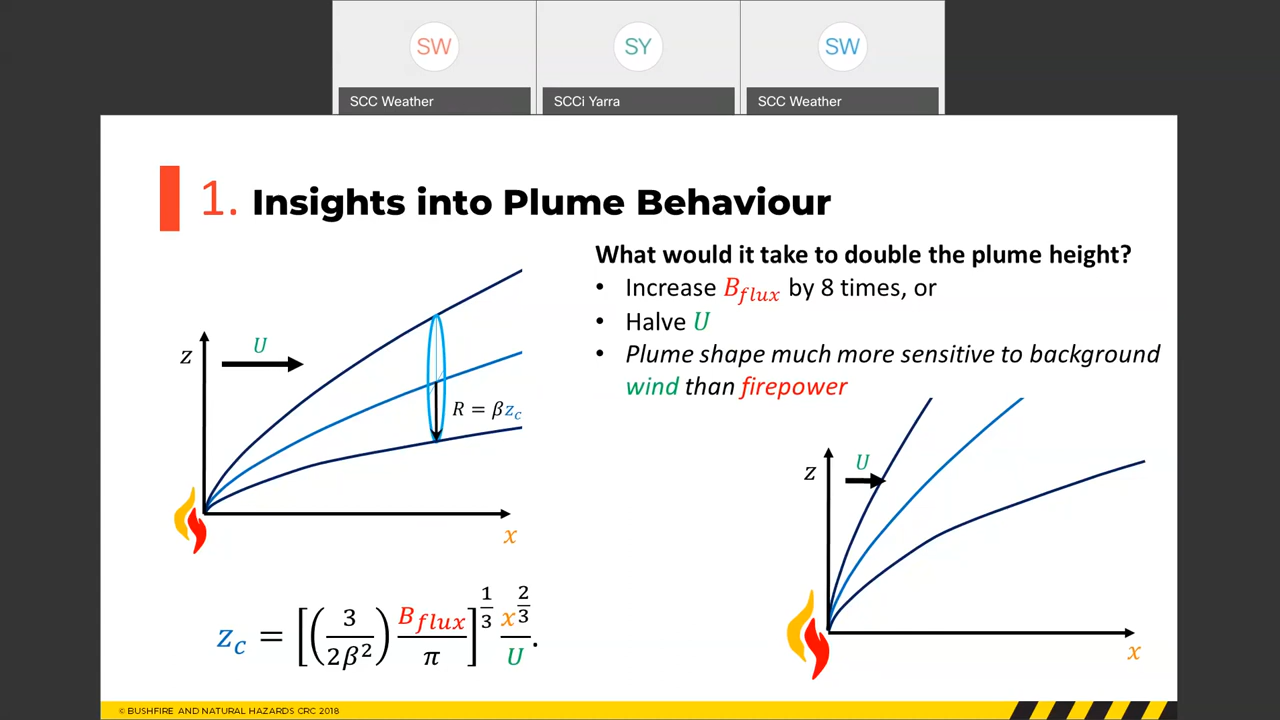 SW
SY
SW
SCC Weather
SCCi Yarra
SCC Weather
1. Insights into Plume Behaviour
What would it take to double the plume height?
• Increase B_flux by 8 times, or
• Halve U
• Plume shape much more sensitive to background
wind than firepower
z
U
R = βz_c
x
z
U
x
z_c = [(3/2β²) B_flux/π]^(1/3) x^(2/3)/U.
© BUSHFIRE AND NATURAL HAZARDS CRC 2018